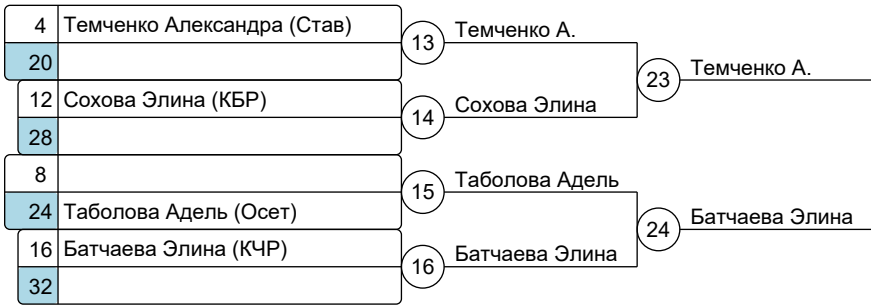 4 Темченко Александра (Став)
13
Темченко А.
20
23
Темченко А.
12 Сохова Элина (КБР)
14
Сохова Элина
28
8
15
Таболова Адель
24 Таболова Адель (Осет)
24
Батчаева Элина
16 Батчаева Элина (КЧР)
16
Батчаева Элина
32